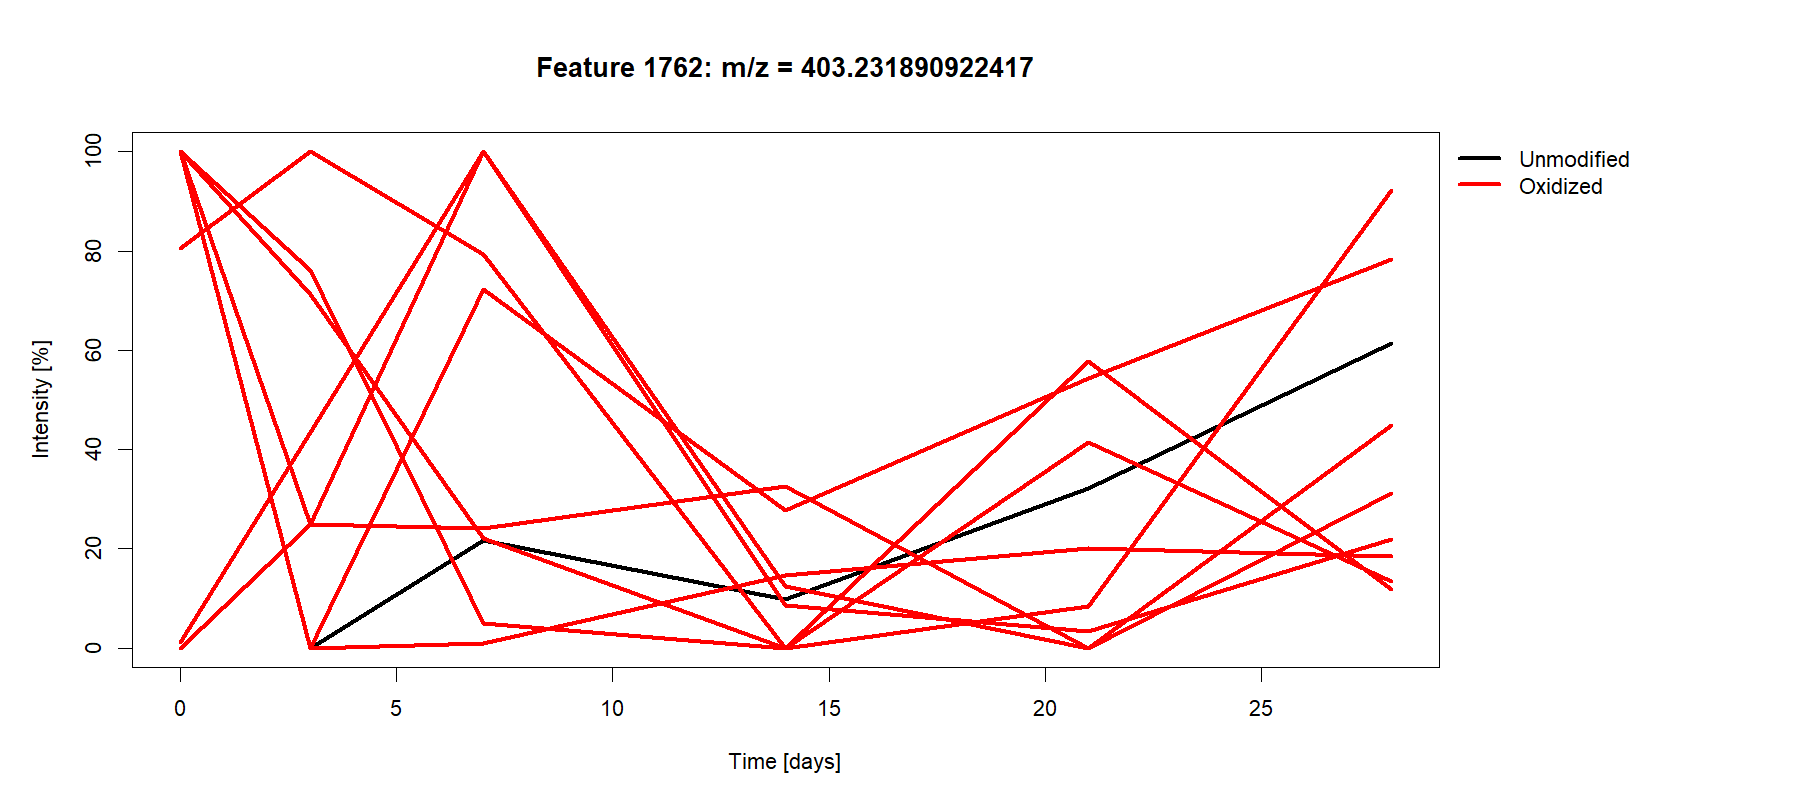 Feature 1762: m/z = 403.231890922417
Unmodified
Oxidized
Intensity [%]
100
80
60
40
20
0
0 5 10 15 20 25
Time [days]